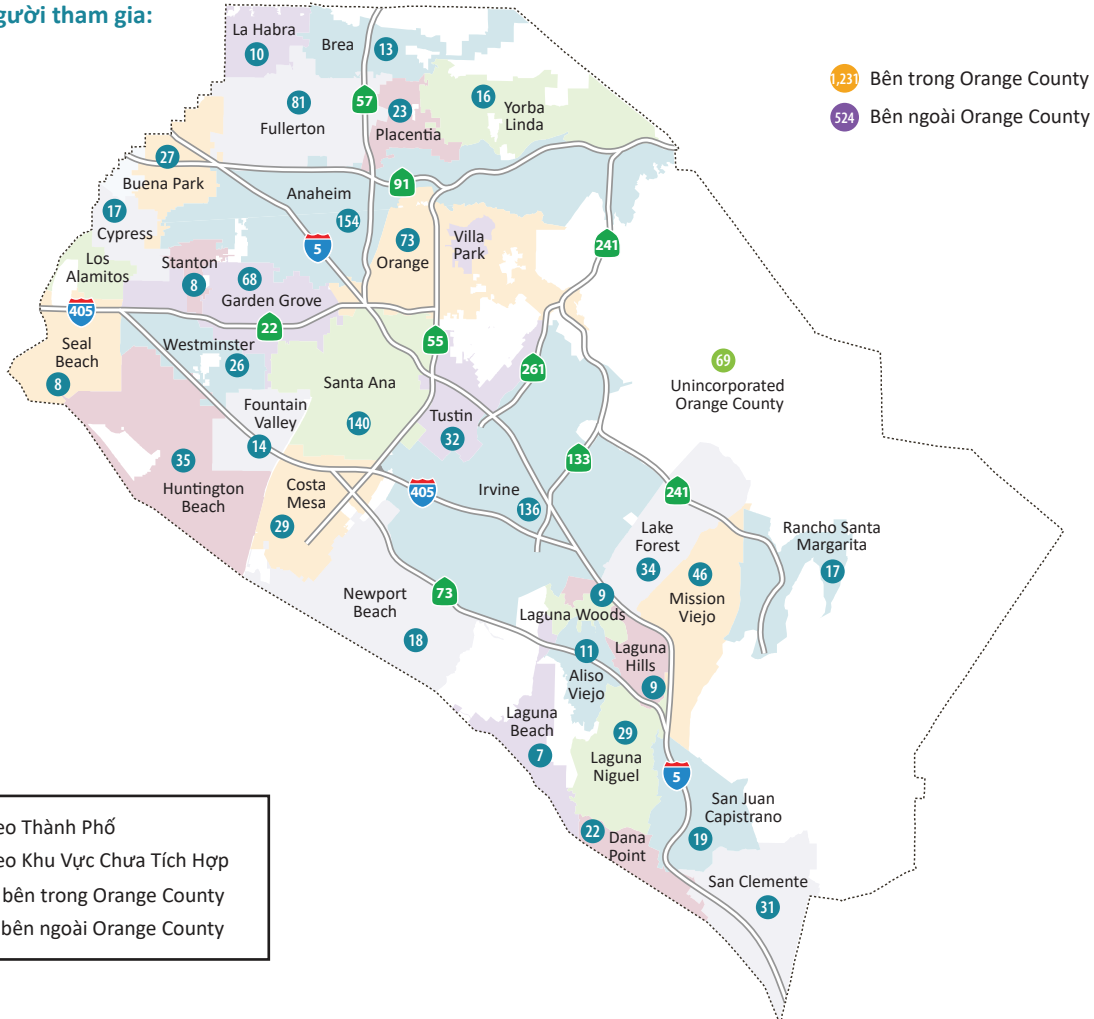 gười tham gia:
La Habra
10
Brea
13
1,231 Bên trong Orange County
524 Bên ngoài Orange County
81
Fullerton
57
23
Placentia
16
Yorba
Linda
27
Buena Park
91
Anaheim
154
17
Cypress
5
73
Orange
Villa
Park
241
Los
Alamitos
Stanton
8
68
Garden Grove
405
22
55
Seal
Beach
8
Westminster
26
261
69
Unincorporated
Orange County
Santa Ana
140
Fountain
Valley
14
Tustin
32
35
Huntington
Beach
Costa
Mesa
29
405
Irvine
136
133
241
Lake
Forest
34
46
Mission
Viejo
Rancho Santa
Margarita
17
Newport
Beach
18
73
9
Laguna Woods
11
Aliso
Viejo
Laguna
Hills
9
Laguna
Beach
7
29
Laguna
Niguel
5
San Juan
Capistrano
19
22
Dana
Point
San Clemente
31
eo Thành Phố
eo Khu Vực Chưa Tích Hợp
bên trong Orange County
bên ngoài Orange County